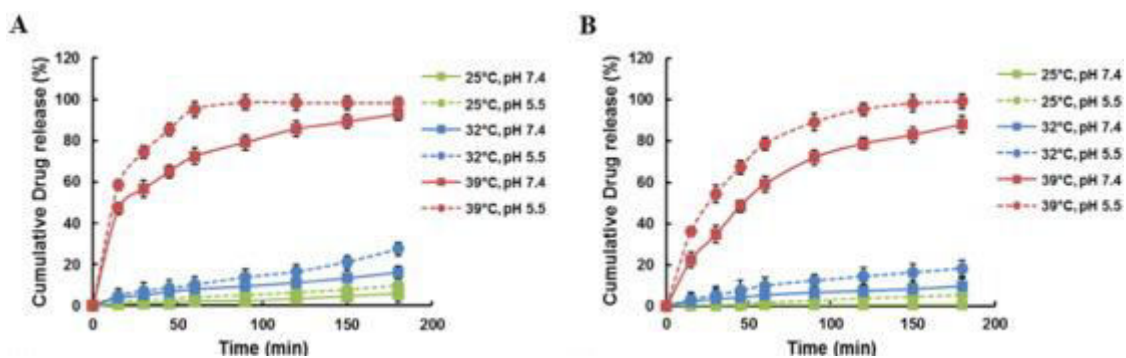 A
Cumulative Drug release (%)
120
100
80
60
40
20
0
0
50
100
150
200
Time (min)
25°C, pH 7.4
25°C, pH 5.5
32°C, pH 7.4
32°C, pH 5.5
39°C, pH 7.4
39°C, pH 5.5
B
Cumulative Drug release (%)
120
100
80
60
40
20
0
0
50
100
150
200
Time (min)
25°C, pH 7.4
25°C, pH 5.5
32°C, pH 7.4
32°C, pH 5.5
39°C, pH 7.4
39°C, pH 5.5